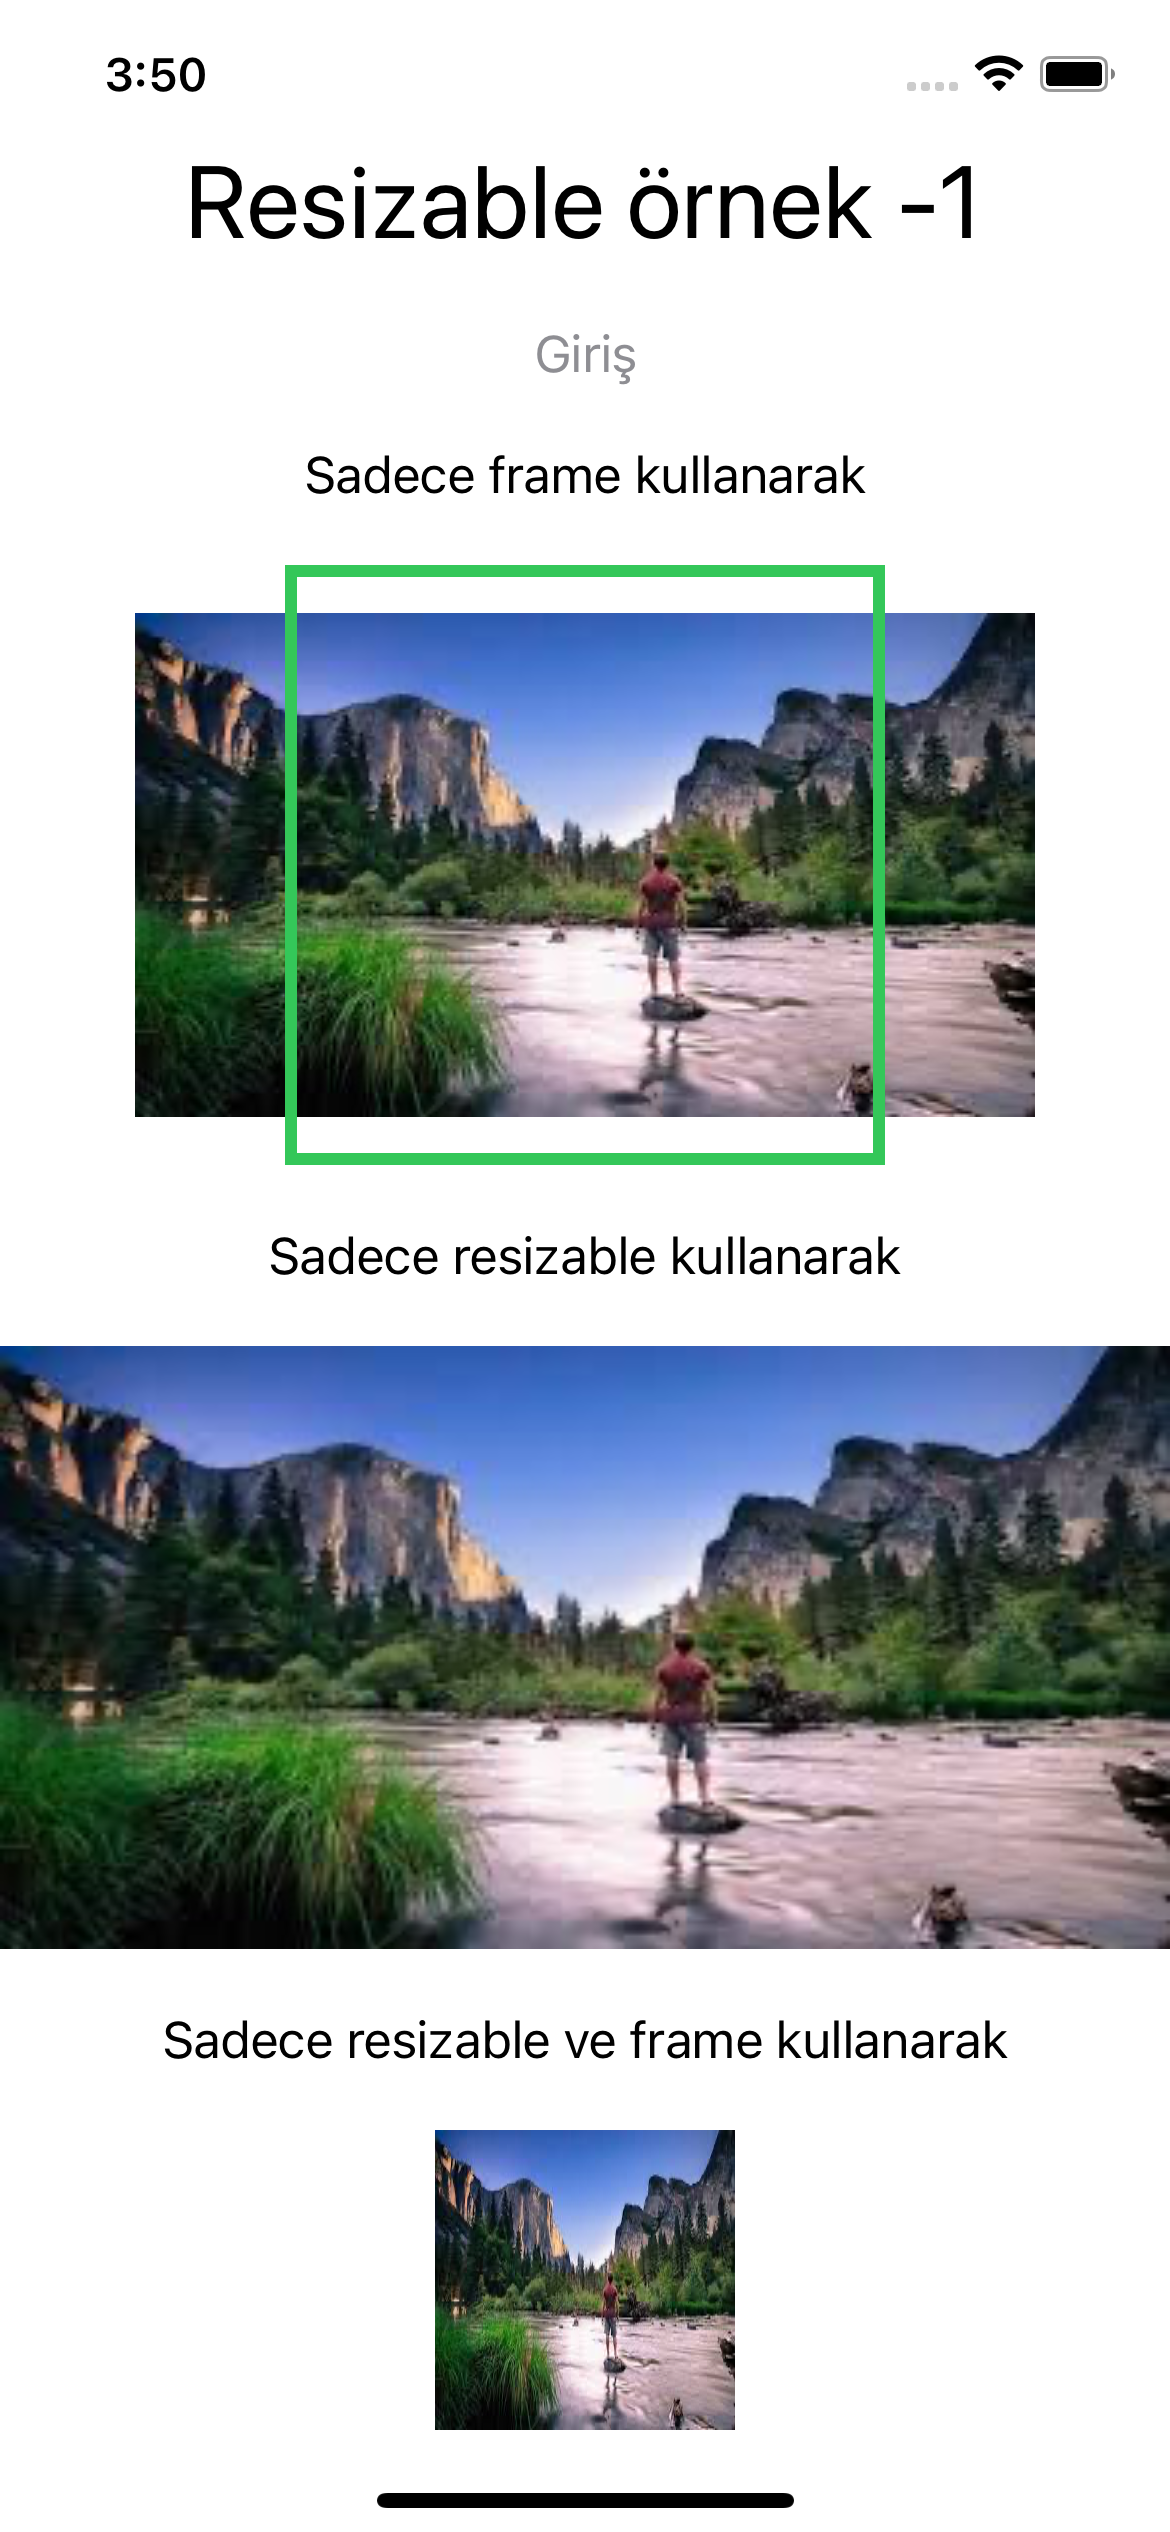 3:50
Resizable örnek -1
Giriş
Sadece frame kullanarak
Sadece resizable kullanarak
Sadece resizable ve frame kullanarak